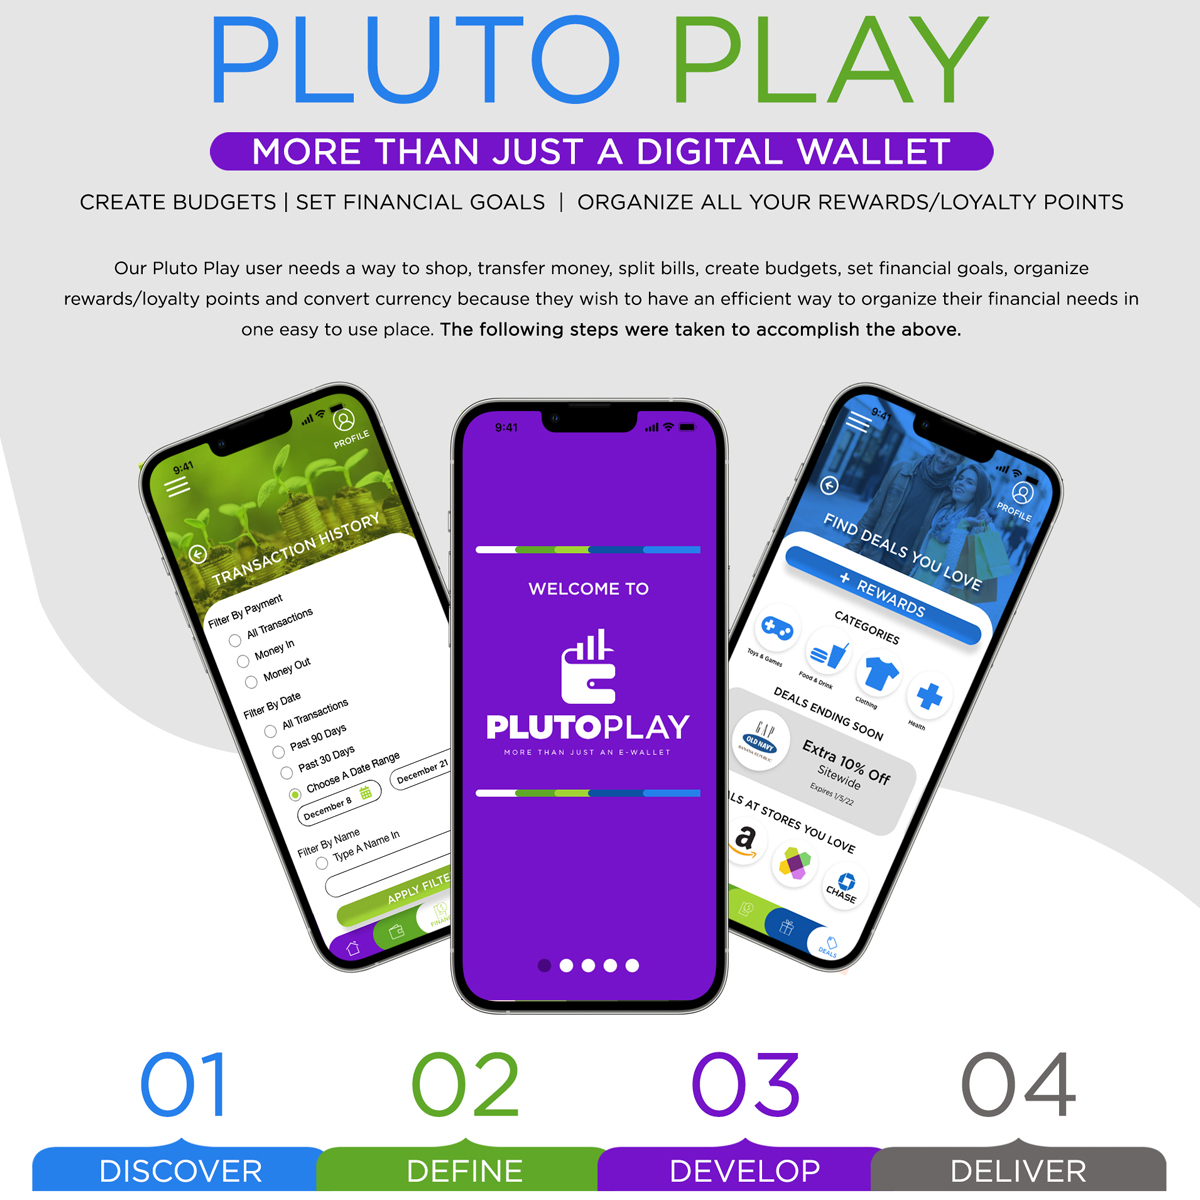 PLUTO PLAY
MORE THAN JUST A DIGITAL WALLET
CREATE BUDGETS | SET FINANCIAL GOALS | ORGANIZE ALL YOUR REWARDS/LOYALTY POINTS
Our Pluto Play user needs a way to shop, transfer money, split bills, create budgets, set financial goals, organize
rewards/loyalty points and convert currency because they wish to have an efficient way to organize their financial needs in
one easy to use place. The following steps were taken to accomplish the above.
9:41
PROFILE
TRANSACTION HISTORY
Filter By Payment
All Transactions
Money In
Money Out
Filter By Date
All Transactions
Past 90 Days
Past 30 Days
Choose A Date Range
December 8
December 21
Filter By Name
Type A Name In
APPLY FILTE
FINAN
9:41
WELCOME TO
PLUTOPLAY
MORE THAN JUST AN E-WALLET
9:41
PROFILE
FIND DEALS YOU LOVE
+ REWARDS
CATEGORIES
Toys & Games
Food & Drink
Clothing
Health
DEALS ENDING SOON
GAP
OLD NAVY
BANANA REPUBLIC
Extra 10% Off
Sitewide
Expires 1/5/22
ALS AT STORES YOU LOVE
a
CHASE
DEALS
01
02
03
04
DISCOVER
DEFINE
DEVELOP
DELIVER